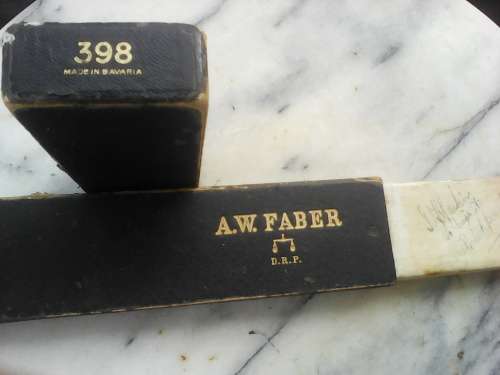 398
MADE IN BAVARIA
A.W. FABER
D.R.P.